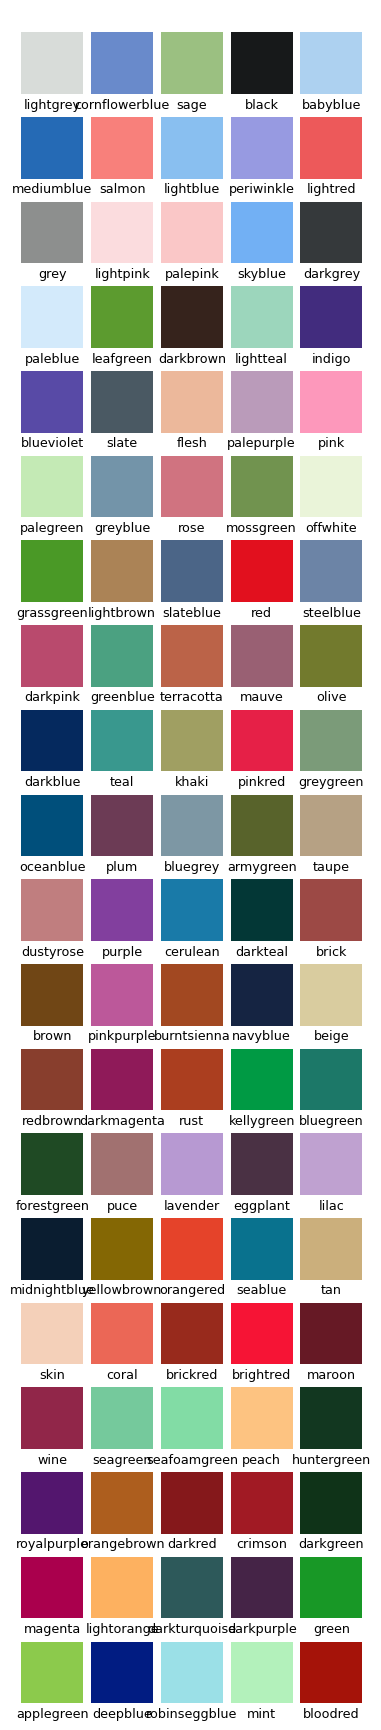 lightgrey cornflowerblue sage black babyblue
mediumblue salmon lightblue periwinkle lightred
grey lightpink palepink skyblue darkgrey
paleblue leafgreen darkbrown lightteal indigo
blueviolet slate flesh palepurple pink
palegreen greyblue rose mossgreen offwhite
grassgreen lightbrown slateblue red steelblue
darkpink greenblue terracotta mauve olive
darkblue teal khaki pinkred greygreen
oceanblue plum bluegrey armygreen taupe
dustyrose purple cerulean darkteal brick
brown pinkpurple burntsienna navyblue beige
redbrown darkmagenta rust kellygreen bluegreen
forestgreen puce lavender eggplant lilac
midnightblue yellowbrown orangered seablue tan
skin coral brickred brightred maroon
wine seagreen seafoamgreen peach huntergreen
royalpurple orangebrown darkred crimson darkgreen
magenta lightorange darkturquoise darkpurple green
applegreen deepblue robinseggblue mint bloodred